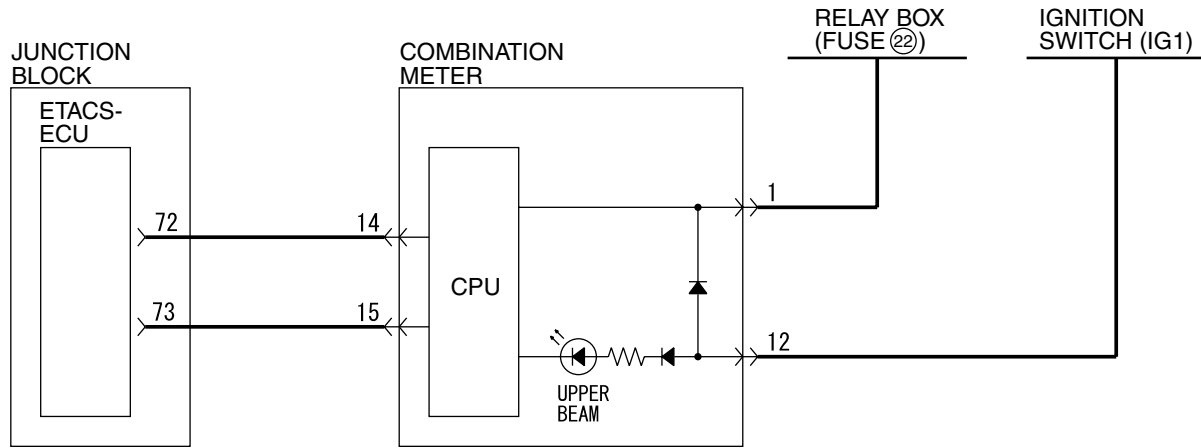 RELAY BOX
(FUSE ㉒)
IGNITION
SWITCH (IG1)
JUNCTION
BLOCK
COMBINATION
METER
ETACS-
ECU
1
72
14
CPU
73
15
12
UPPER
BEAM